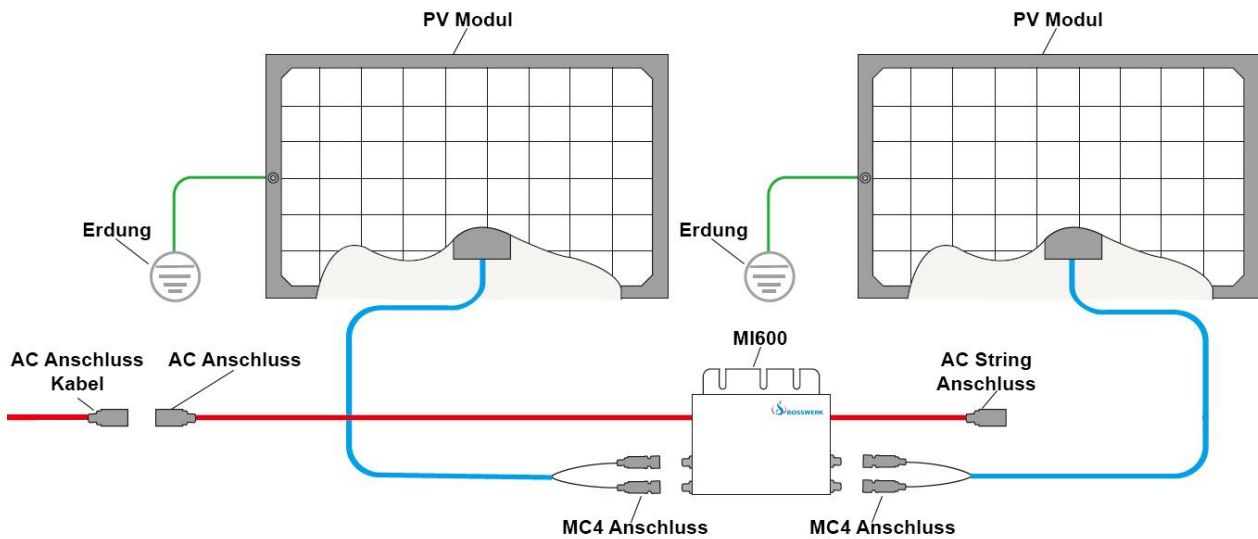 PV Modul
PV Modul
Erdung
Erdung
MI600
AC Anschluss
Kabel
AC Anschluss
AC String
Anschluss
BOSSWERK
MC4 Anschluss
MC4 Anschluss